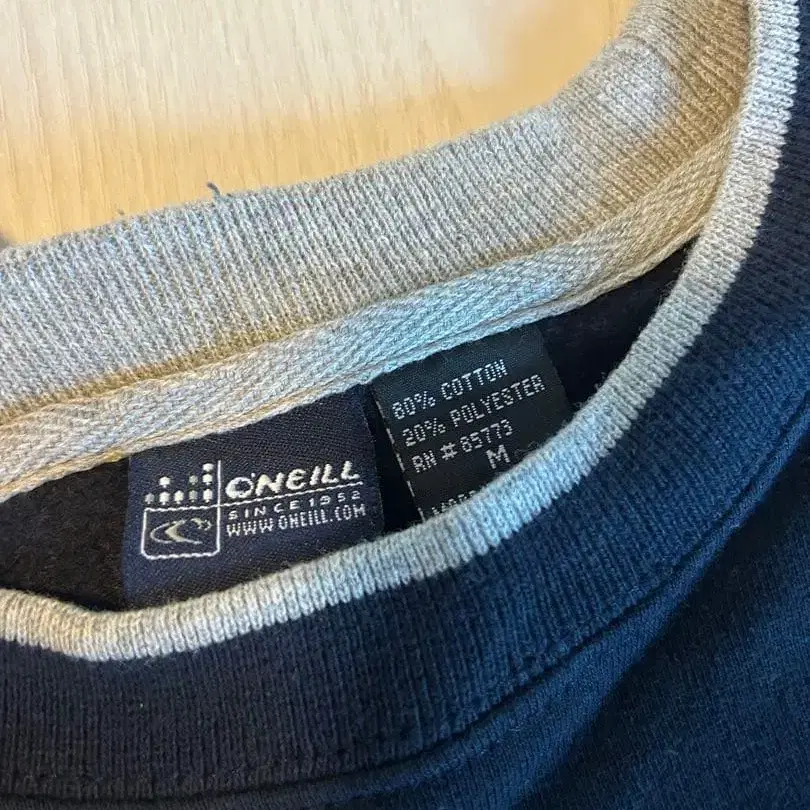 O'NEILL
SINCE 1952
WWW.ONEILL.COM
80% COTTON
20% POLYESTER
RN # 85773
M